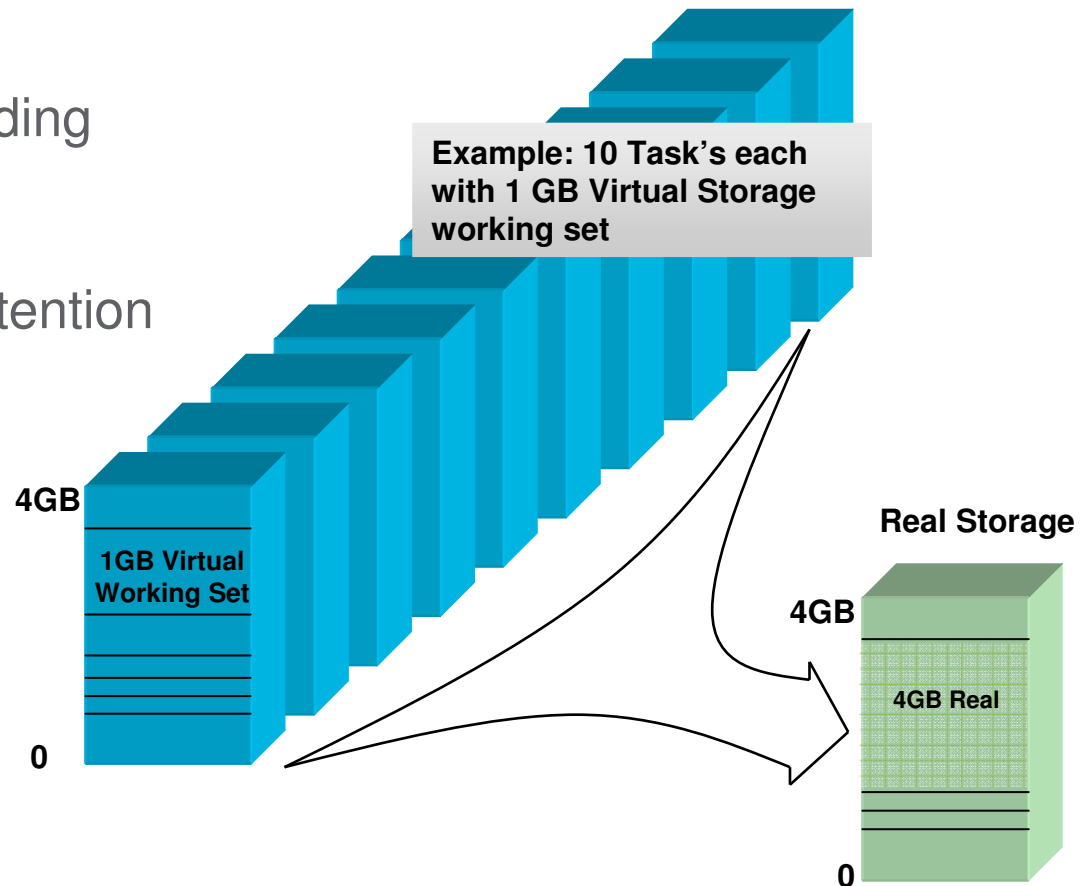 ding
Example: 10 Task's each
with 1 GB Virtual Storage
working set
tention
4GB
1GB Virtual
Working Set
0
Real Storage
4GB
4GB Real
0